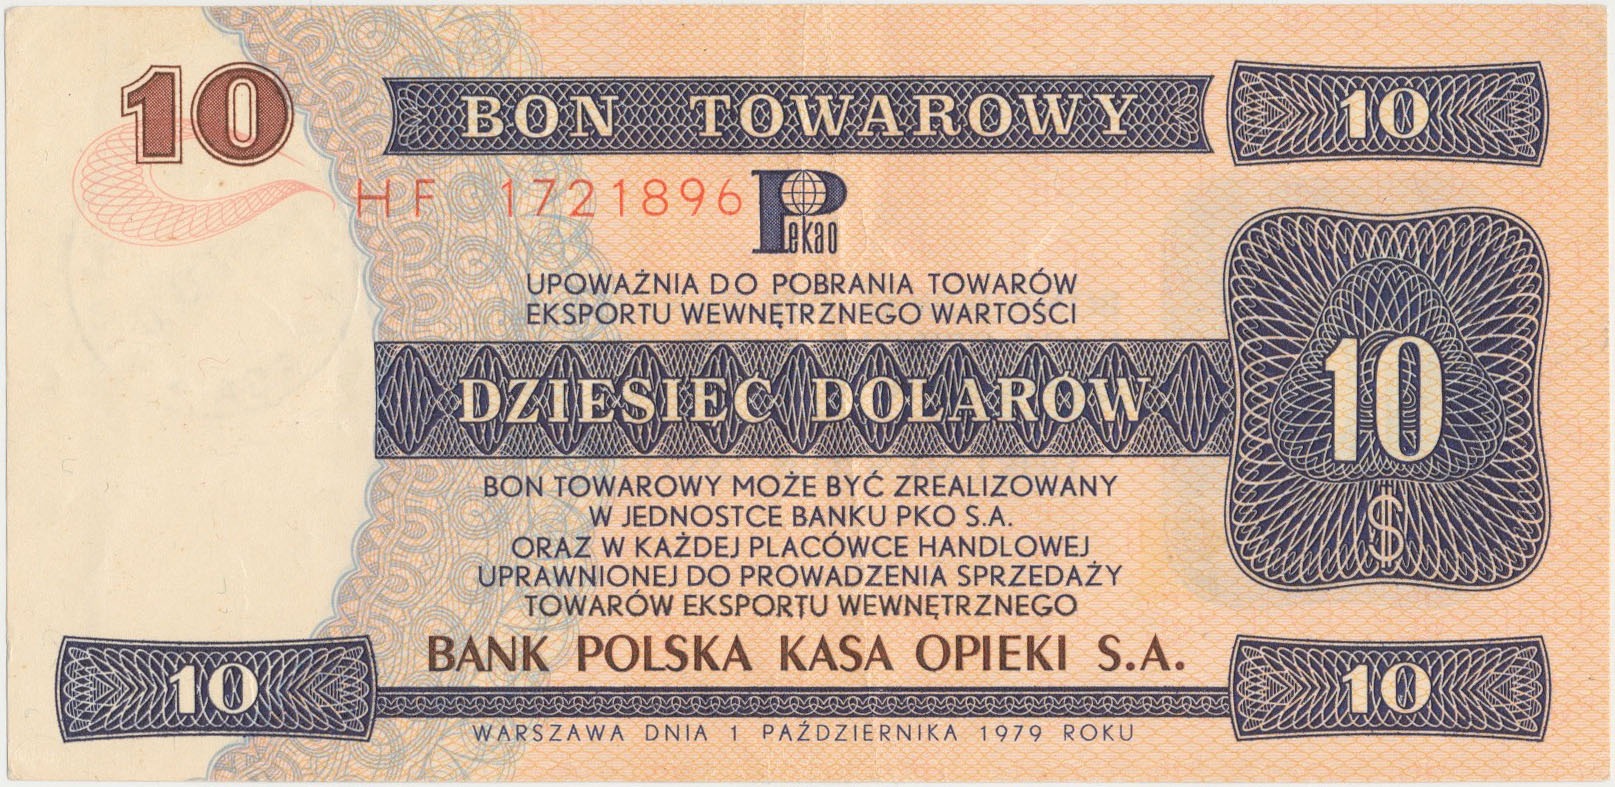 10
BON TOWAROWY
10
HF 1721896
Pekao
UPOWAŻNIA DO POBRANIA TOWARÓW
EKSPORTU WEWNĘTRZNEGO WARTOŚCI
DZIESIĘĆ DOLARÓW
10
$
BON TOWAROWY MOŻE BYĆ ZREALIZOWANY
W JEDNOSTCE BANKU PKO S.A.
ORAZ W KAŻDEJ PLACÓWCE HANDLOWEJ
UPRAWNIONEJ DO PROWADZENIA SPRZEDAŻY
TOWARÓW EKSPORTU WEWNĘTRZNEGO
BANK POLSKA KASA OPIEKI S.A.
10
10
WARSZAWA DNIA 1 PAŹDZIERNIKA 1979 ROKU